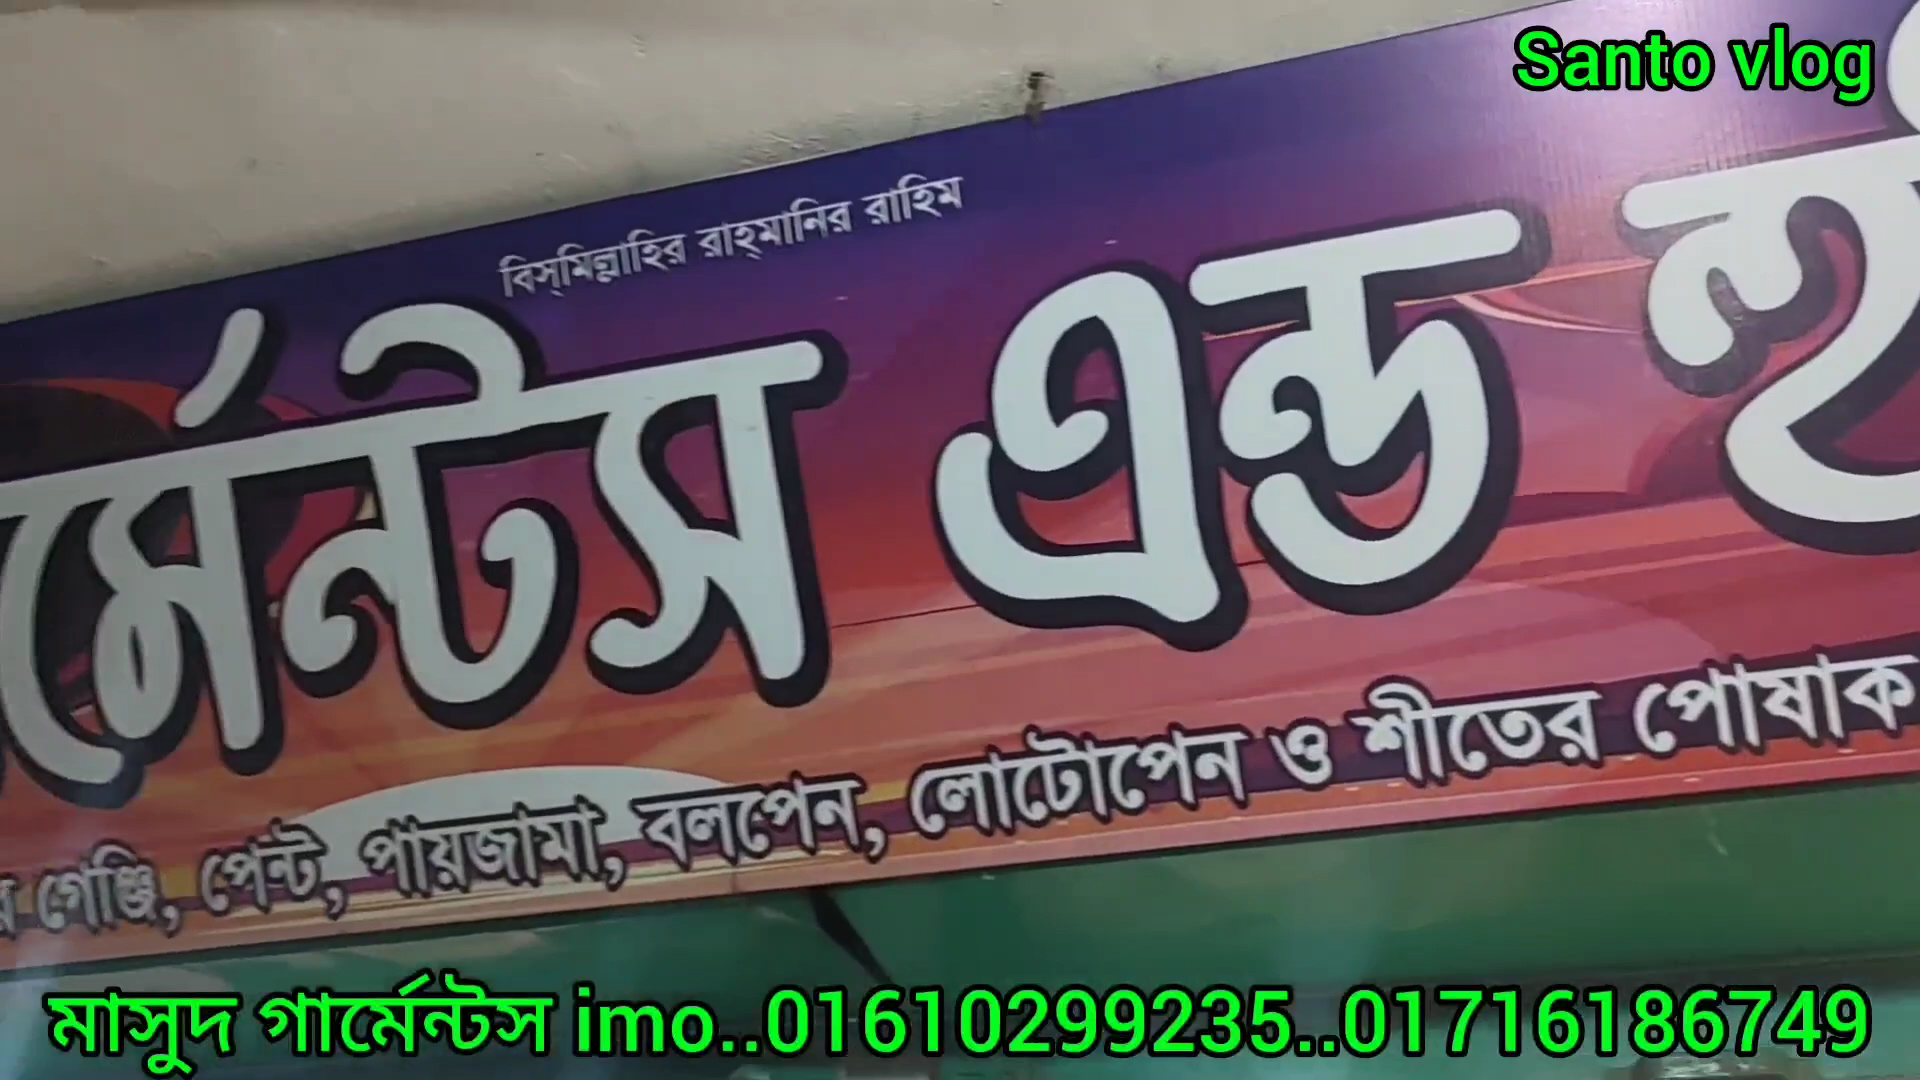 Santo vlog
বিস্‌মিল্লাহির রাহ্‌মানির রাহিম
র্মেন্টস এন্ড
গেঞ্জি, পেন্ট, পায়জামা, বলপেন, লোটোপেন ও শীতের পোষাক
মাসুদ গার্মেন্টস imo..01610299235..01716186749